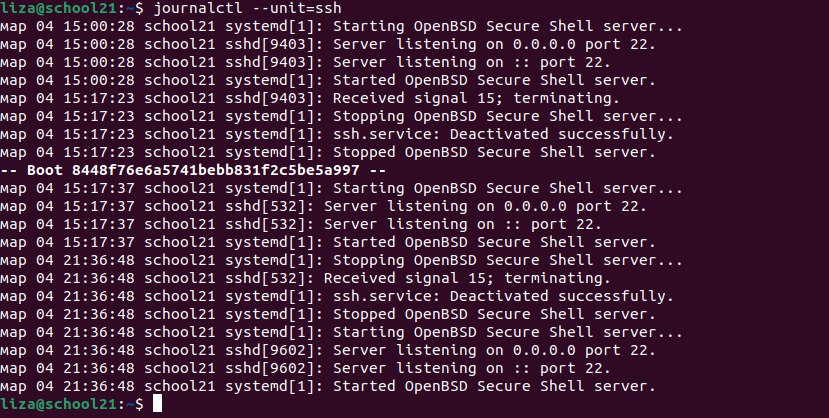 liza@school21:~$ journalctl --unit=ssh
мар 04 15:00:28 school21 systemd[1]: Starting OpenBSD Secure Shell server...
мар 04 15:00:28 school21 sshd[9403]: Server listening on 0.0.0.0 port 22.
мар 04 15:00:28 school21 sshd[9403]: Server listening on :: port 22.
мар 04 15:00:28 school21 systemd[1]: Started OpenBSD Secure Shell server.
мар 04 15:17:23 school21 sshd[9403]: Received signal 15; terminating.
мар 04 15:17:23 school21 systemd[1]: Stopping OpenBSD Secure Shell server...
мар 04 15:17:23 school21 systemd[1]: ssh.service: Deactivated successfully.
мар 04 15:17:23 school21 systemd[1]: Stopped OpenBSD Secure Shell server.
-- Boot 8448f76e6a5741bebb831f2c5be5a997 --
мар 04 15:17:37 school21 systemd[1]: Starting OpenBSD Secure Shell server...
мар 04 15:17:37 school21 sshd[532]: Server listening on 0.0.0.0 port 22.
мар 04 15:17:37 school21 sshd[532]: Server listening on :: port 22.
мар 04 15:17:37 school21 systemd[1]: Started OpenBSD Secure Shell server.
мар 04 21:36:48 school21 systemd[1]: Stopping OpenBSD Secure Shell server...
мар 04 21:36:48 school21 sshd[532]: Received signal 15; terminating.
мар 04 21:36:48 school21 systemd[1]: ssh.service: Deactivated successfully.
мар 04 21:36:48 school21 systemd[1]: Stopped OpenBSD Secure Shell server.
мар 04 21:36:48 school21 systemd[1]: Starting OpenBSD Secure Shell server...
мар 04 21:36:48 school21 sshd[9602]: Server listening on 0.0.0.0 port 22.
мар 04 21:36:48 school21 sshd[9602]: Server listening on :: port 22.
мар 04 21:36:48 school21 systemd[1]: Started OpenBSD Secure Shell server.
liza@school21:~$